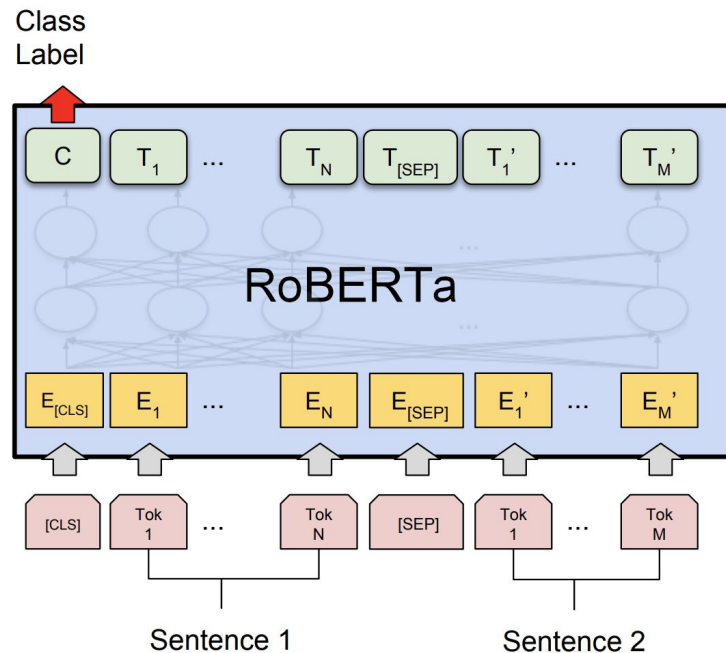 Class
Label
C T1 ... TN T[SEP] T1’ ... TM’
...
RoBERTa
...
E[CLS] E1 ... EN E[SEP] E1’ ... EM’
[CLS] Tok 1 ... Tok N [SEP] Tok 1 ... Tok M
Sentence 1 Sentence 2